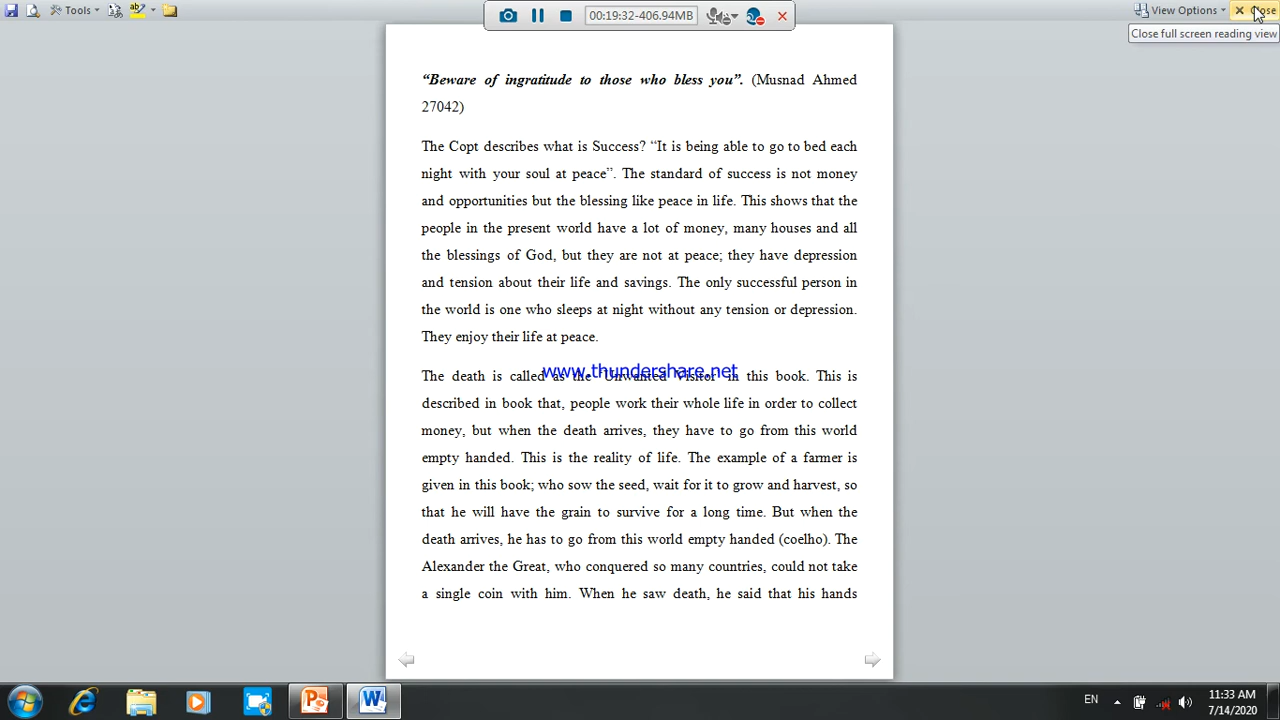 Tools
View Options
Close
00:19:32-406.94MB
Close full screen reading view
“Beware of ingratitude to those who bless you”. (Musnad Ahmed
27042)
The Copt describes what is Success? “It is being able to go to bed each
night with your soul at peace”. The standard of success is not money
and opportunities but the blessing like peace in life. This shows that the
people in the present world have a lot of money, many houses and all
the blessings of God, but they are not at peace; they have depression
and tension about their life and savings. The only successful person in
the world is one who sleeps at night without any tension or depression.
They enjoy their life at peace.
www.thundershare.net
The death is called as the “Unwanted Visitor” in this book. This is
described in book that, people work their whole life in order to collect
money, but when the death arrives, they have to go from this world
empty handed. This is the reality of life. The example of a farmer is
given in this book; who sow the seed, wait for it to grow and harvest, so
that he will have the grain to survive for a long time. But when the
death arrives, he has to go from this world empty handed (coelho). The
Alexander the Great, who conquered so many countries, could not take
a single coin with him. When he saw death, he said that his hands
EN
11:33 AM
7/14/2020